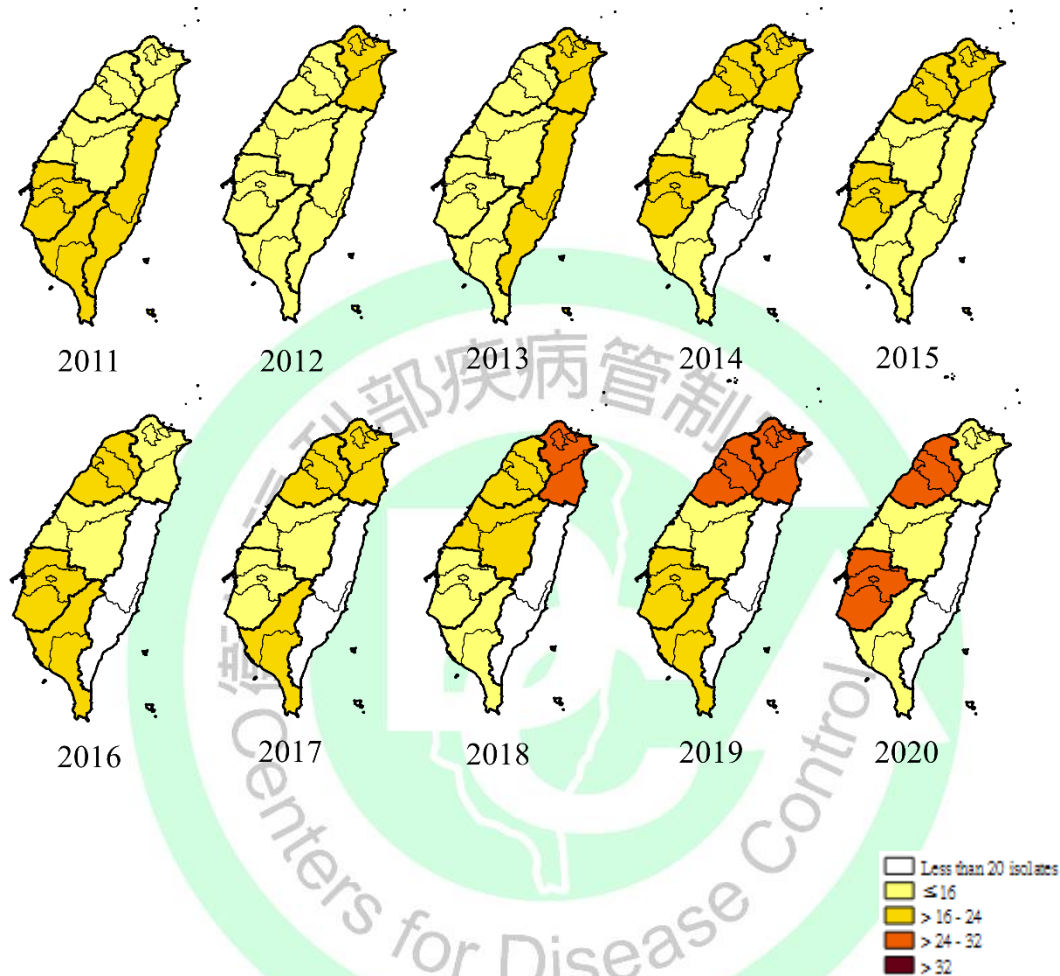 2011
2012
2013
2014
2015
部疾病管制
2016
2017
2018
2019
2020
Centers for Disease Control
Less than 20 isolates
≤16
> 16 - 24
> 24 - 32
> 32